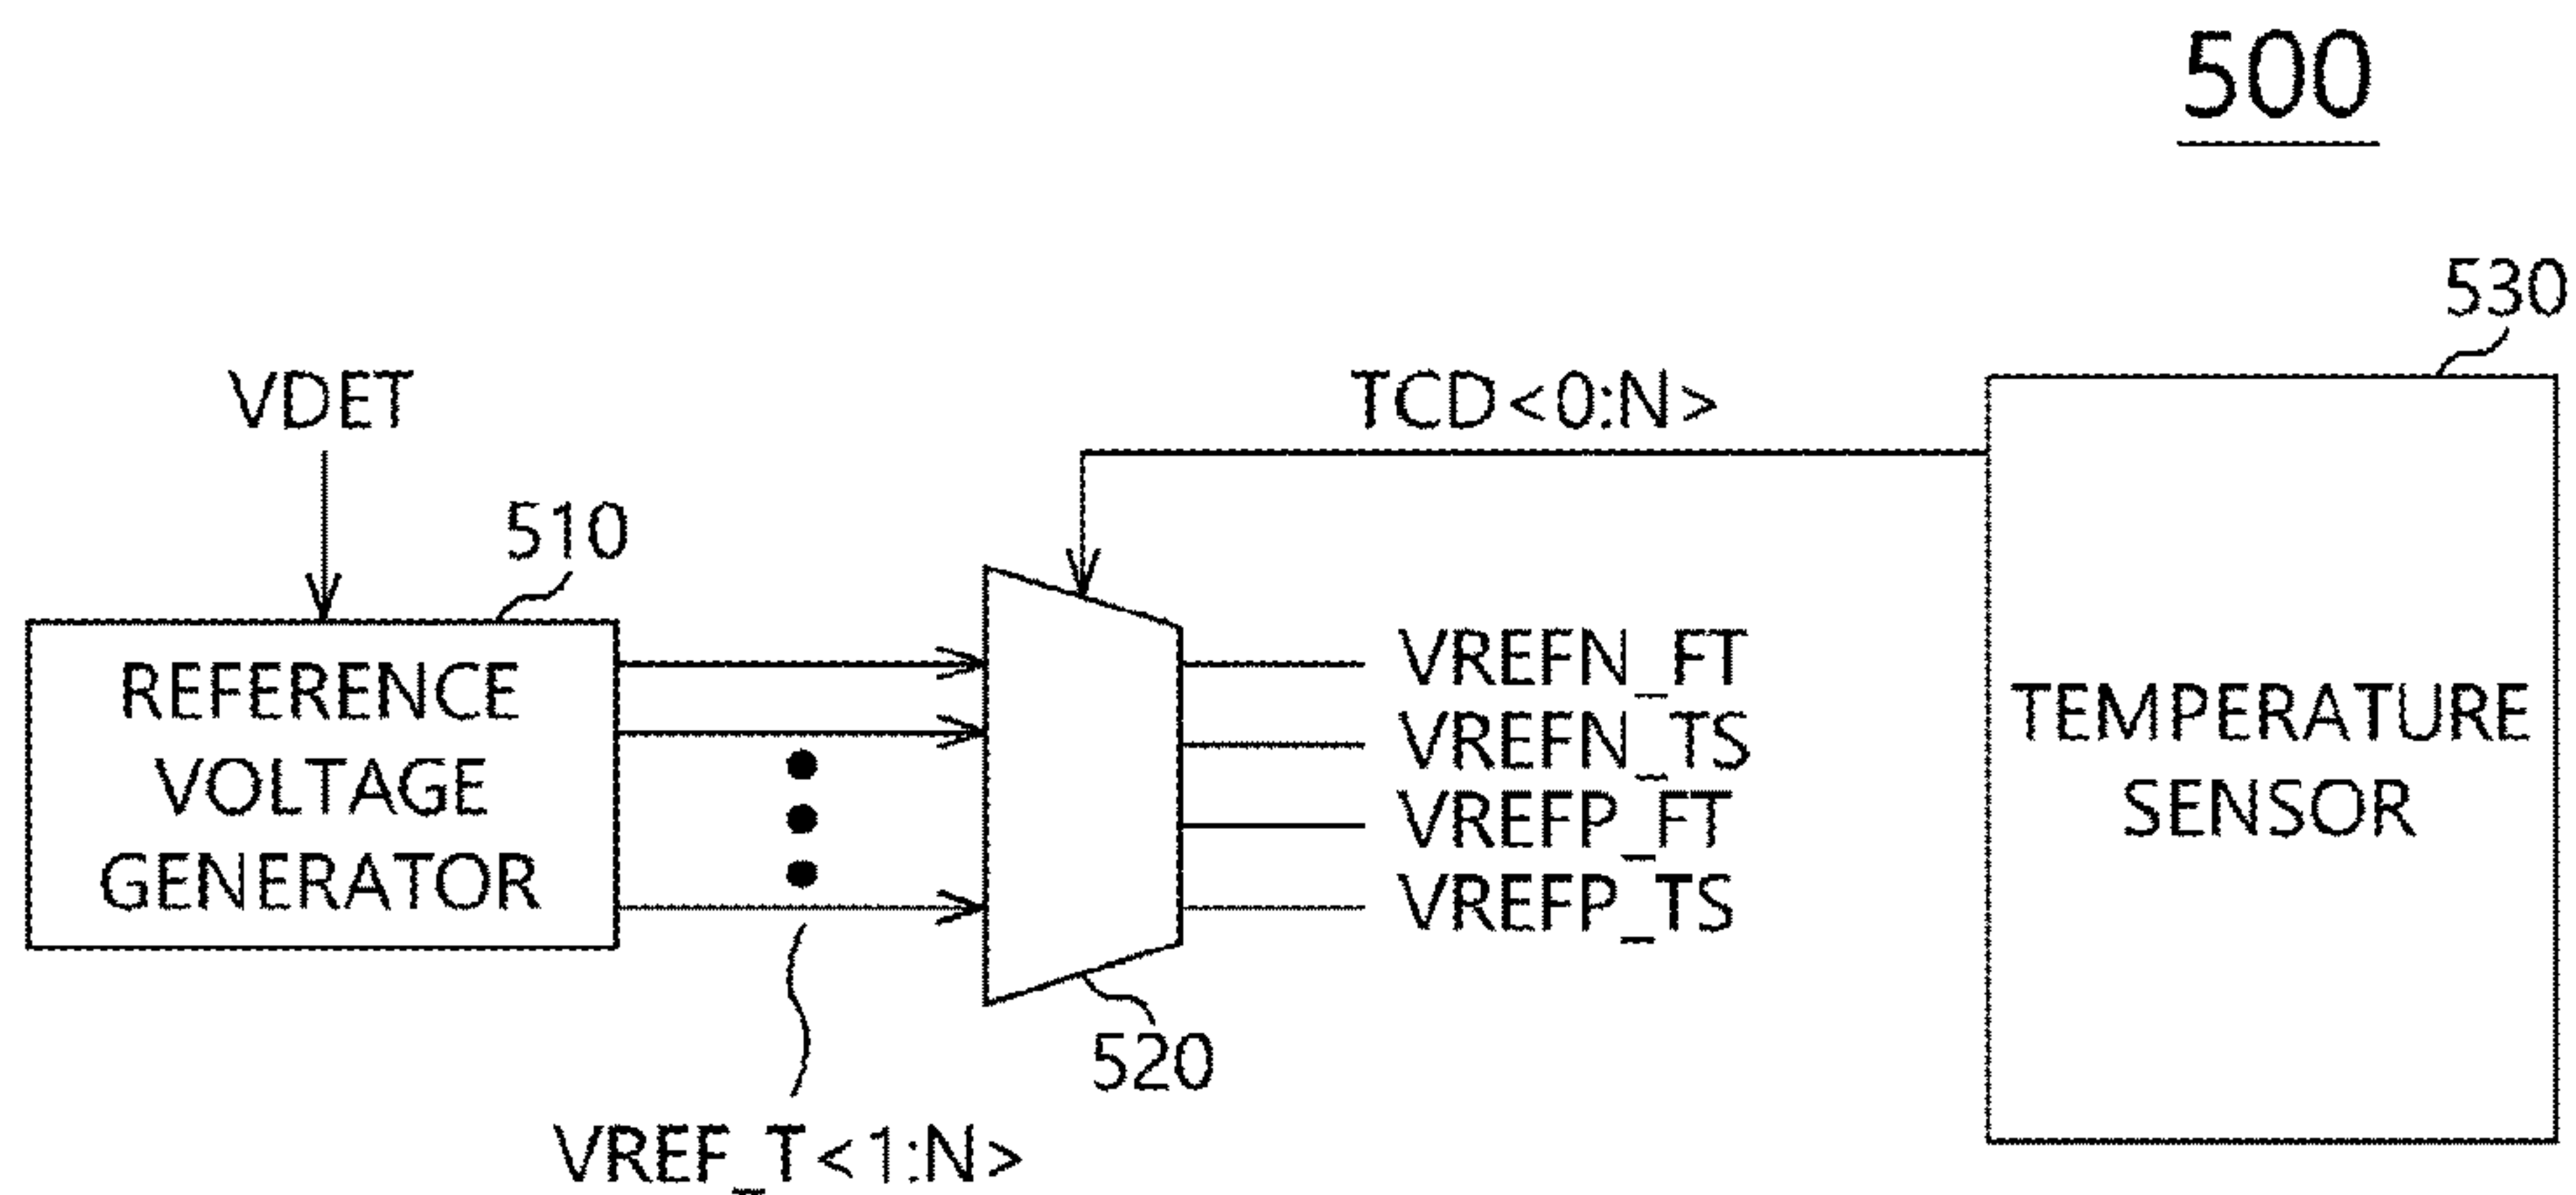 500
530
VDET
TCD<0:N>
510
REFERENCE
VOLTAGE
GENERATOR
VREFN_FT
VREFN_TS
VREFP_FT
VREFP_TS
TEMPERATURE
SENSOR
520
VREF_T<1:N>